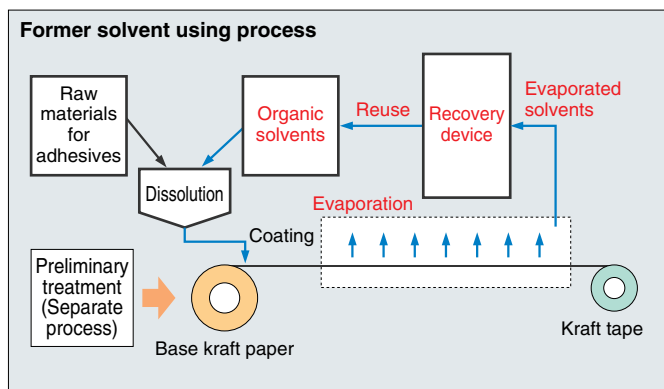 Former solvent using process
Raw
materials
for
adhesives
Organic
solvents
Reuse
Recovery
device
Evaporated
solvents
Dissolution
Evaporation
Coating
Preliminary
treatment
(Separate
process)
Base kraft paper
Kraft tape